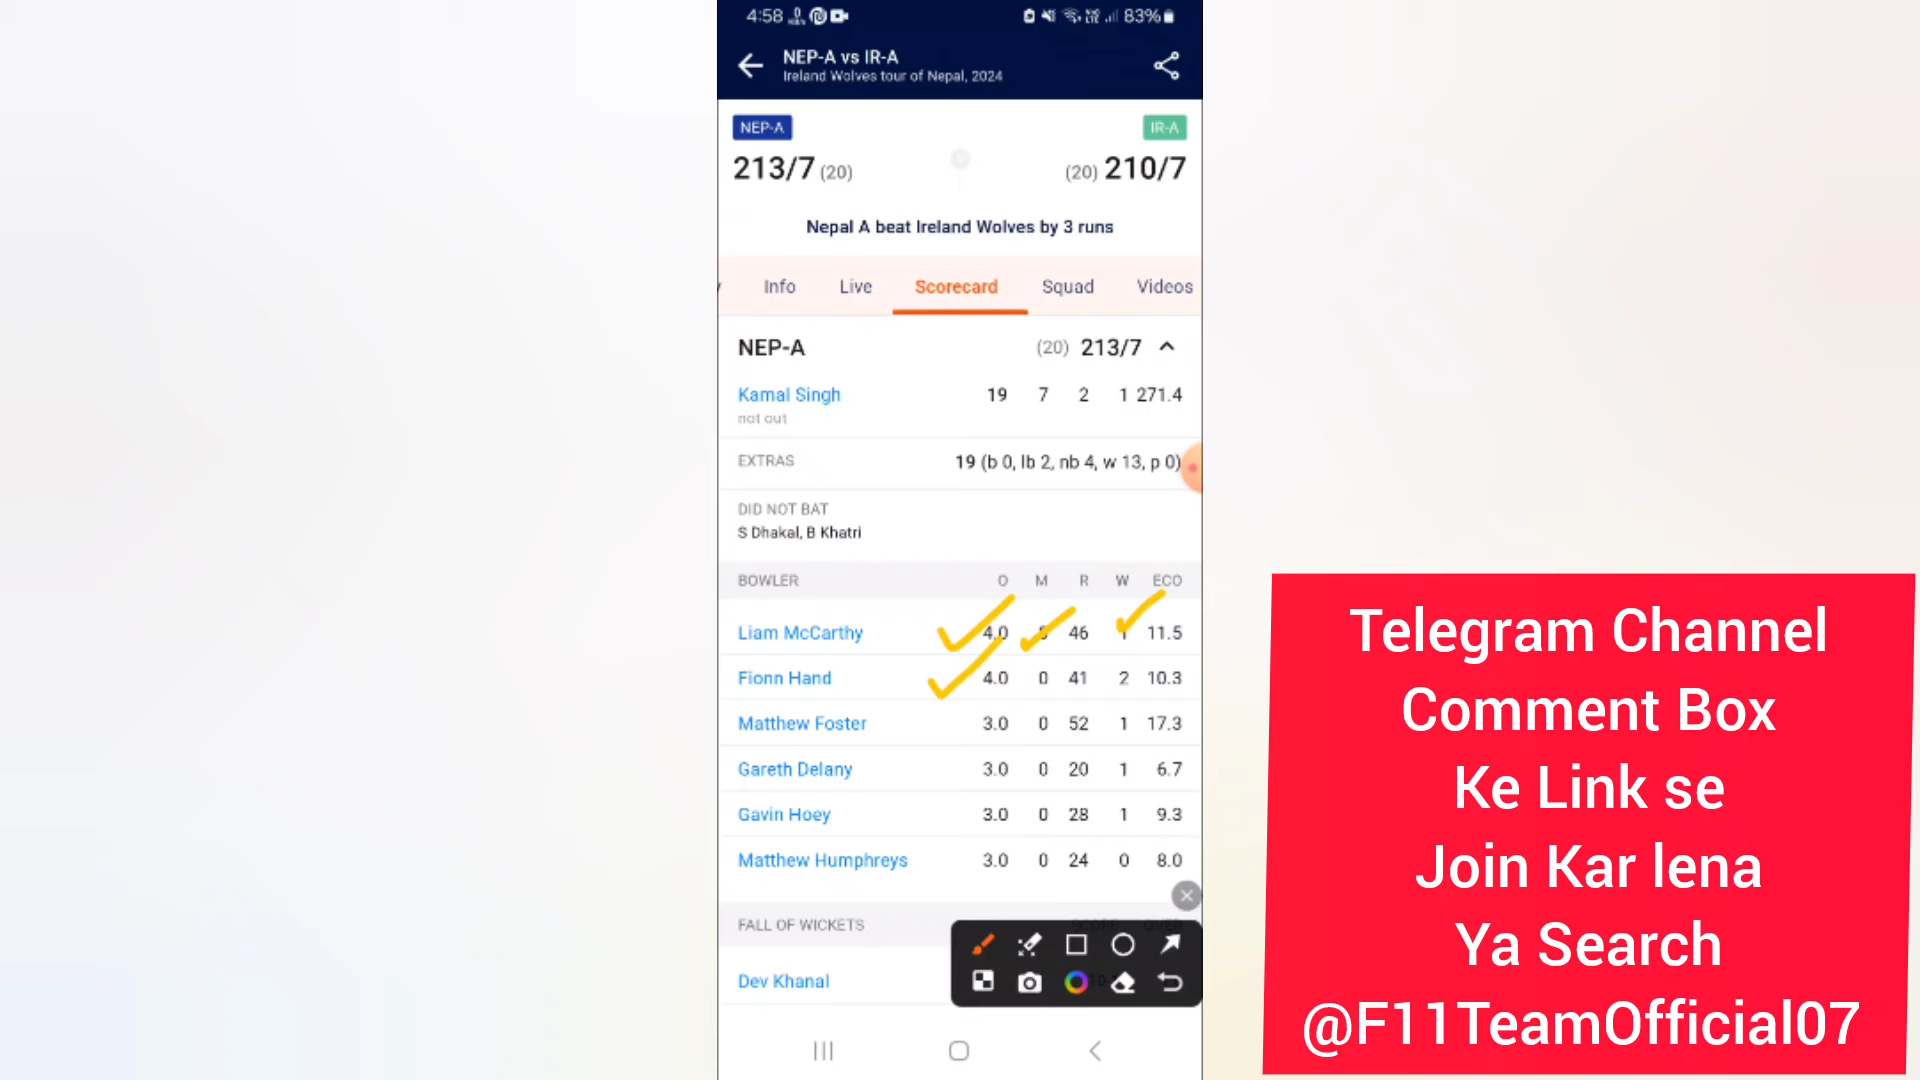 4:58
83%
NEP-A vs IR-A
Ireland Wolves tour of Nepal, 2024
NEP-A
IR-A
213/7 (20)
(20) 210/7
Nepal A beat Ireland Wolves by 3 runs
Info Live Scorecard Squad Videos
NEP-A (20) 213/7
Kamal Singh 19 7 2 1 271.4
not out
EXTRAS 19 (b 0, lb 2, nb 4, w 13, p 0)
DID NOT BAT
S Dhakal, B Khatri
BOWLER O M R W ECO
Liam McCarthy 4.0 46 1 11.5
Fionn Hand 4.0 0 41 2 10.3
Matthew Foster 3.0 0 52 1 17.3
Gareth Delany 3.0 0 20 1 6.7
Gavin Hoey 3.0 0 28 1 9.3
Matthew Humphreys 3.0 0 24 0 8.0
FALL OF WICKETS
Dev Khanal
Telegram Channel
Comment Box
Ke Link se
Join Kar lena
Ya Search
@F11TeamOfficial07